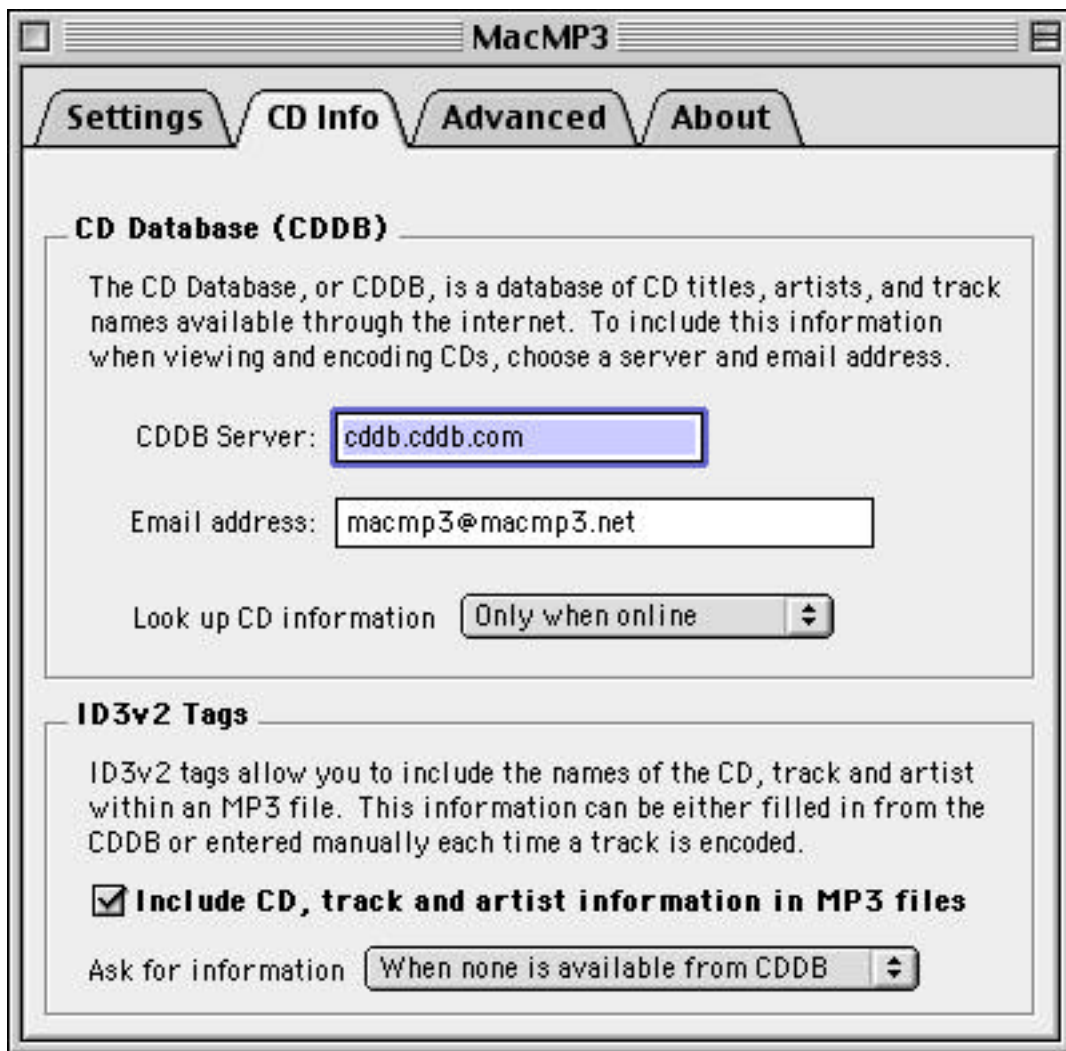 MacMP3
Settings CD Info Advanced About
CD Database (CDDB)
The CD Database, or CDDB, is a database of CD titles, artists, and track
names available through the internet. To include this information
when viewing and encoding CDs, choose a server and email address.
CDDB Server: cddb.cddb.com
Email address: macmp3@macmp3.net
Look up CD information Only when online
ID3v2 Tags
ID3v2 tags allow you to include the names of the CD, track and artist
within an MP3 file. This information can be either filled in from the
CDDB or entered manually each time a track is encoded.
Include CD, track and artist information in MP3 files
Ask for information When none is available from CDDB